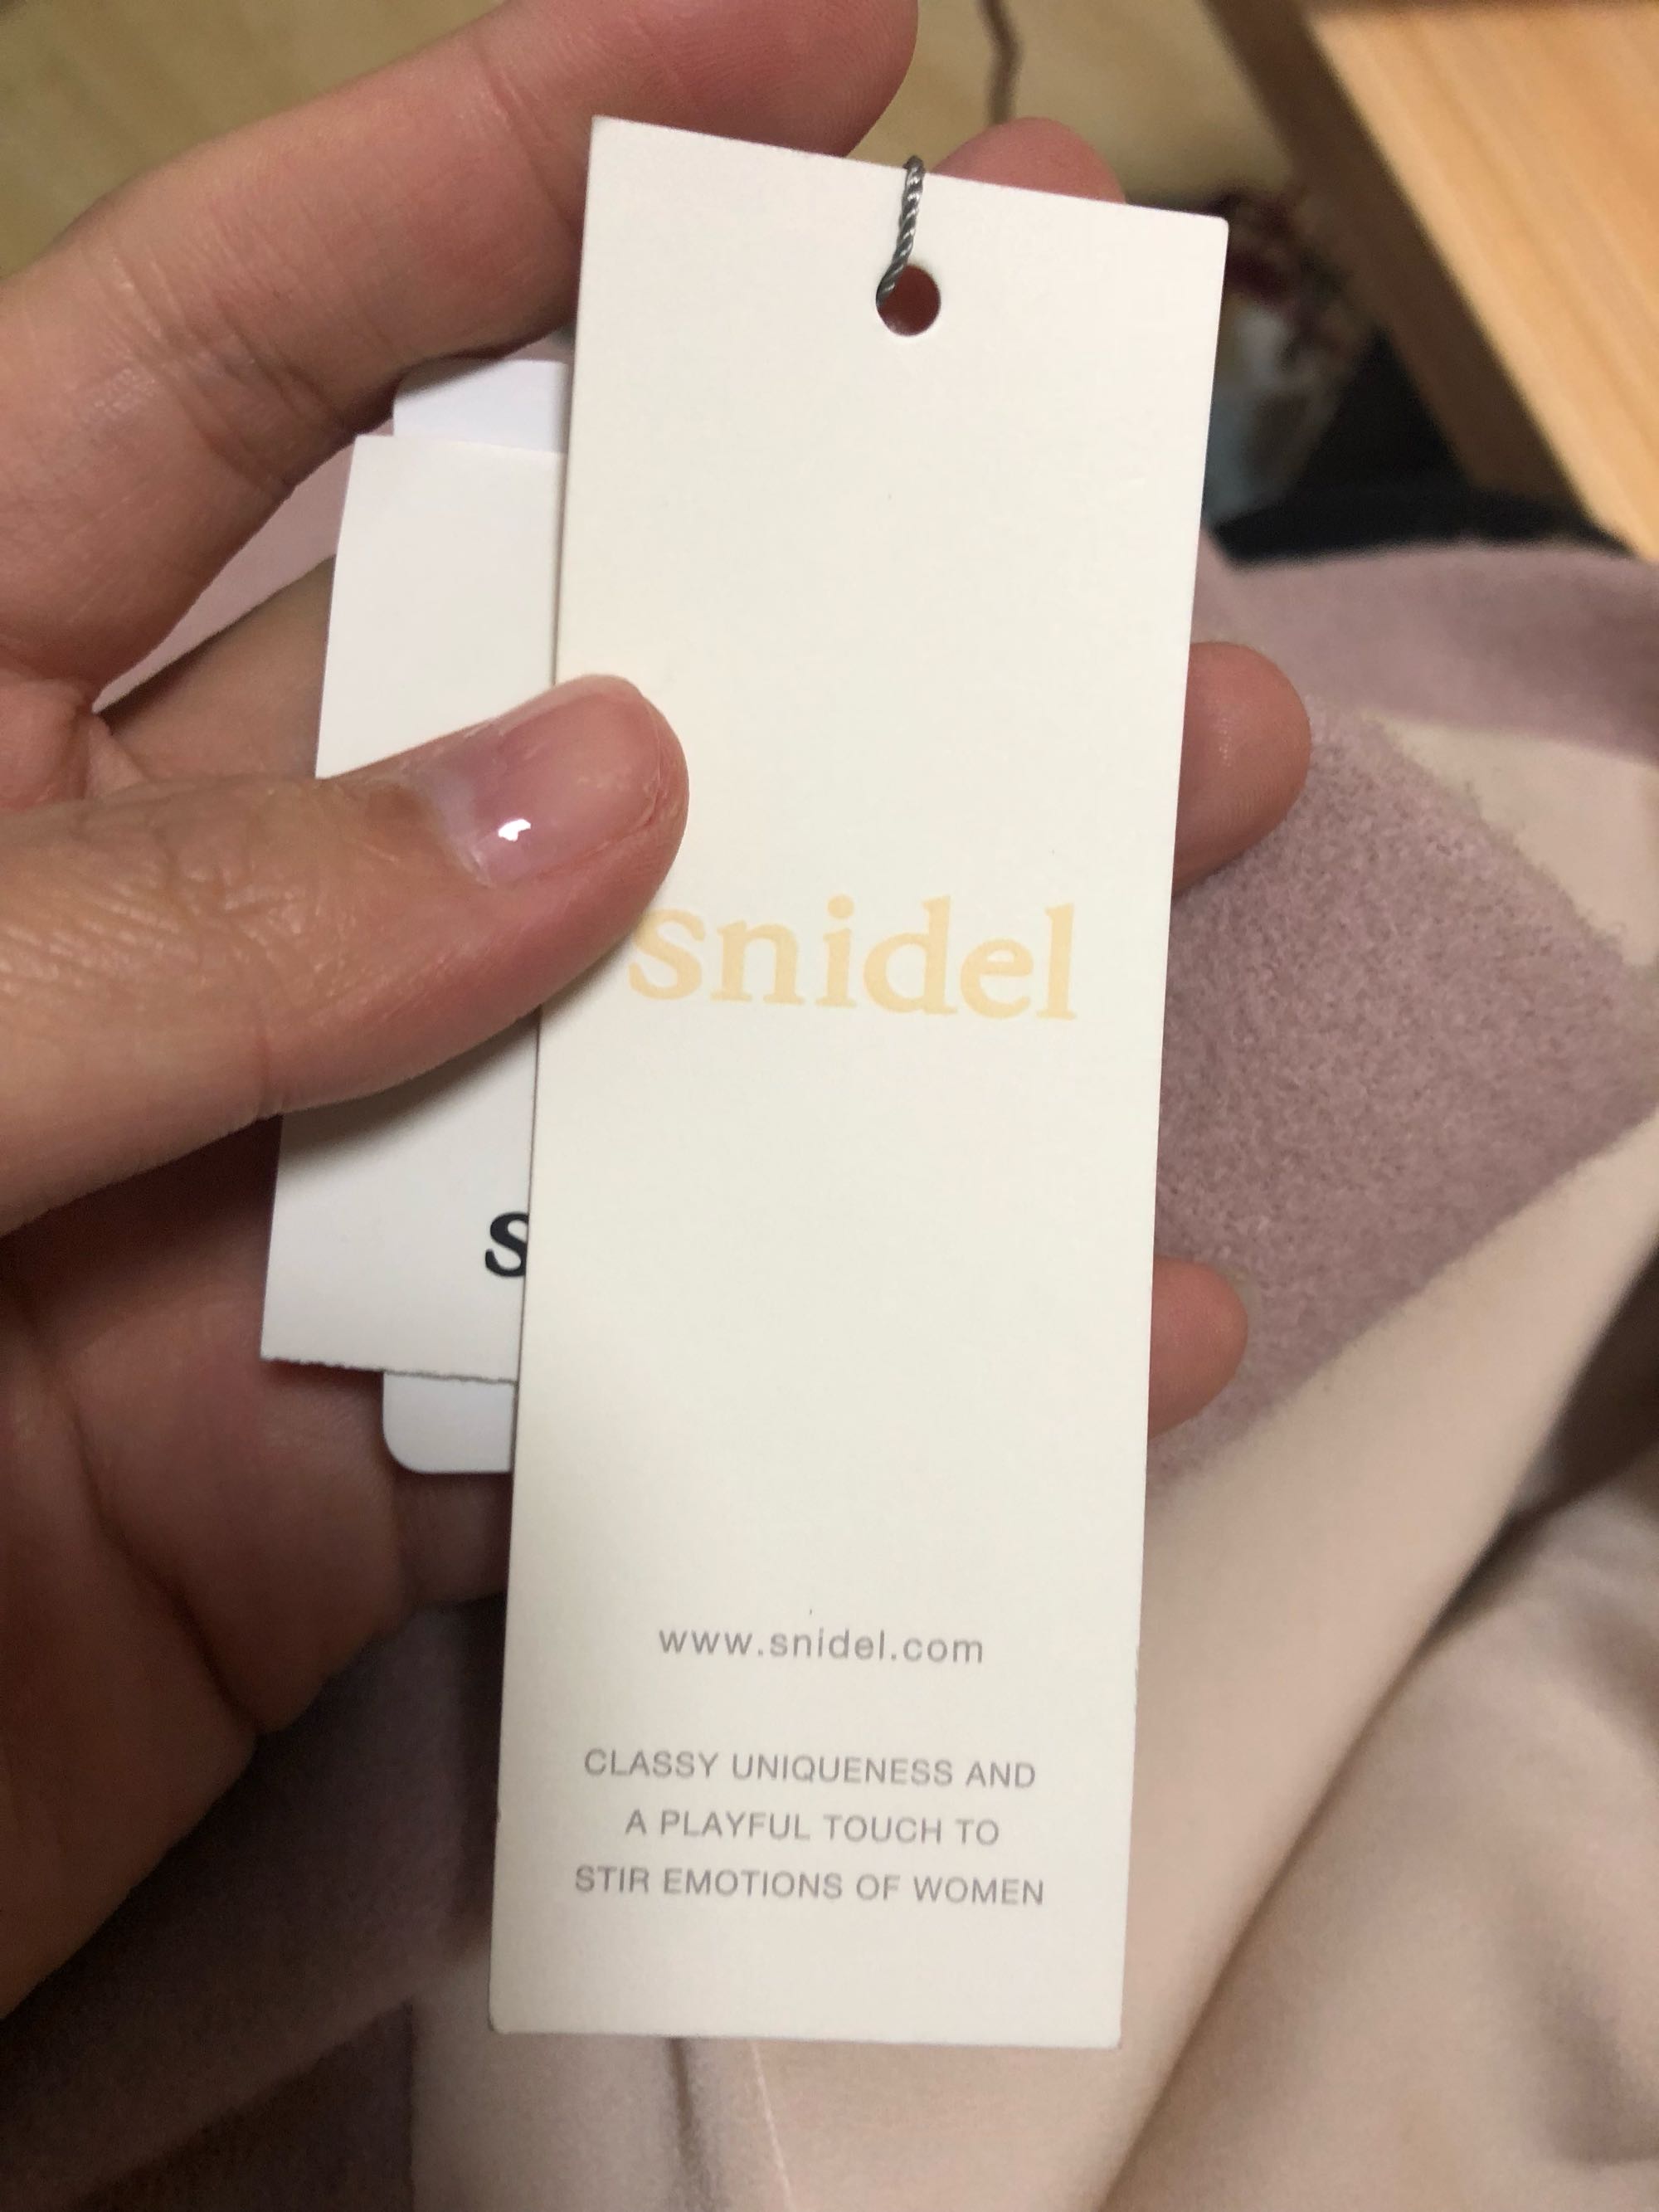 snidel
s
www.snidel.com
CLASSY UNIQUENESS AND
A PLAYFUL TOUCH TO
STIR EMOTIONS OF WOMEN